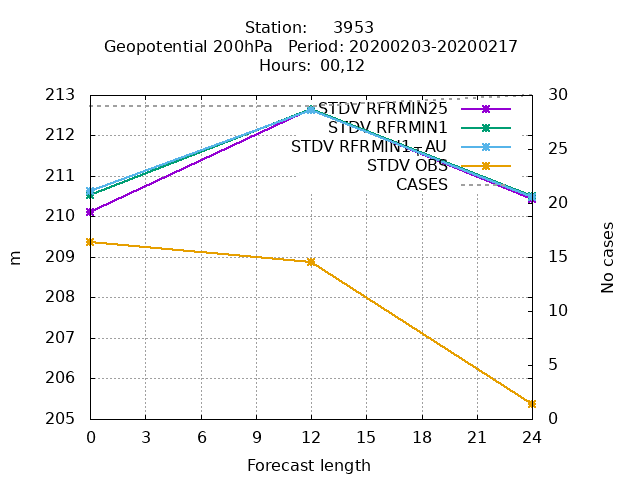 Station:     3953
Geopotential 200hPa   Period: 20200203-20200217
Hours:  00,12
213 30
STDV RFRMIN25
STDV RFRMIN1
212
STDV RFRMIN1_AU
25
STDV OBS
211
CASES
210 20
209 15
m
No cases
208
10
207
206 5
205 0
0 3 6 9 12 15 18 21 24
Forecast length